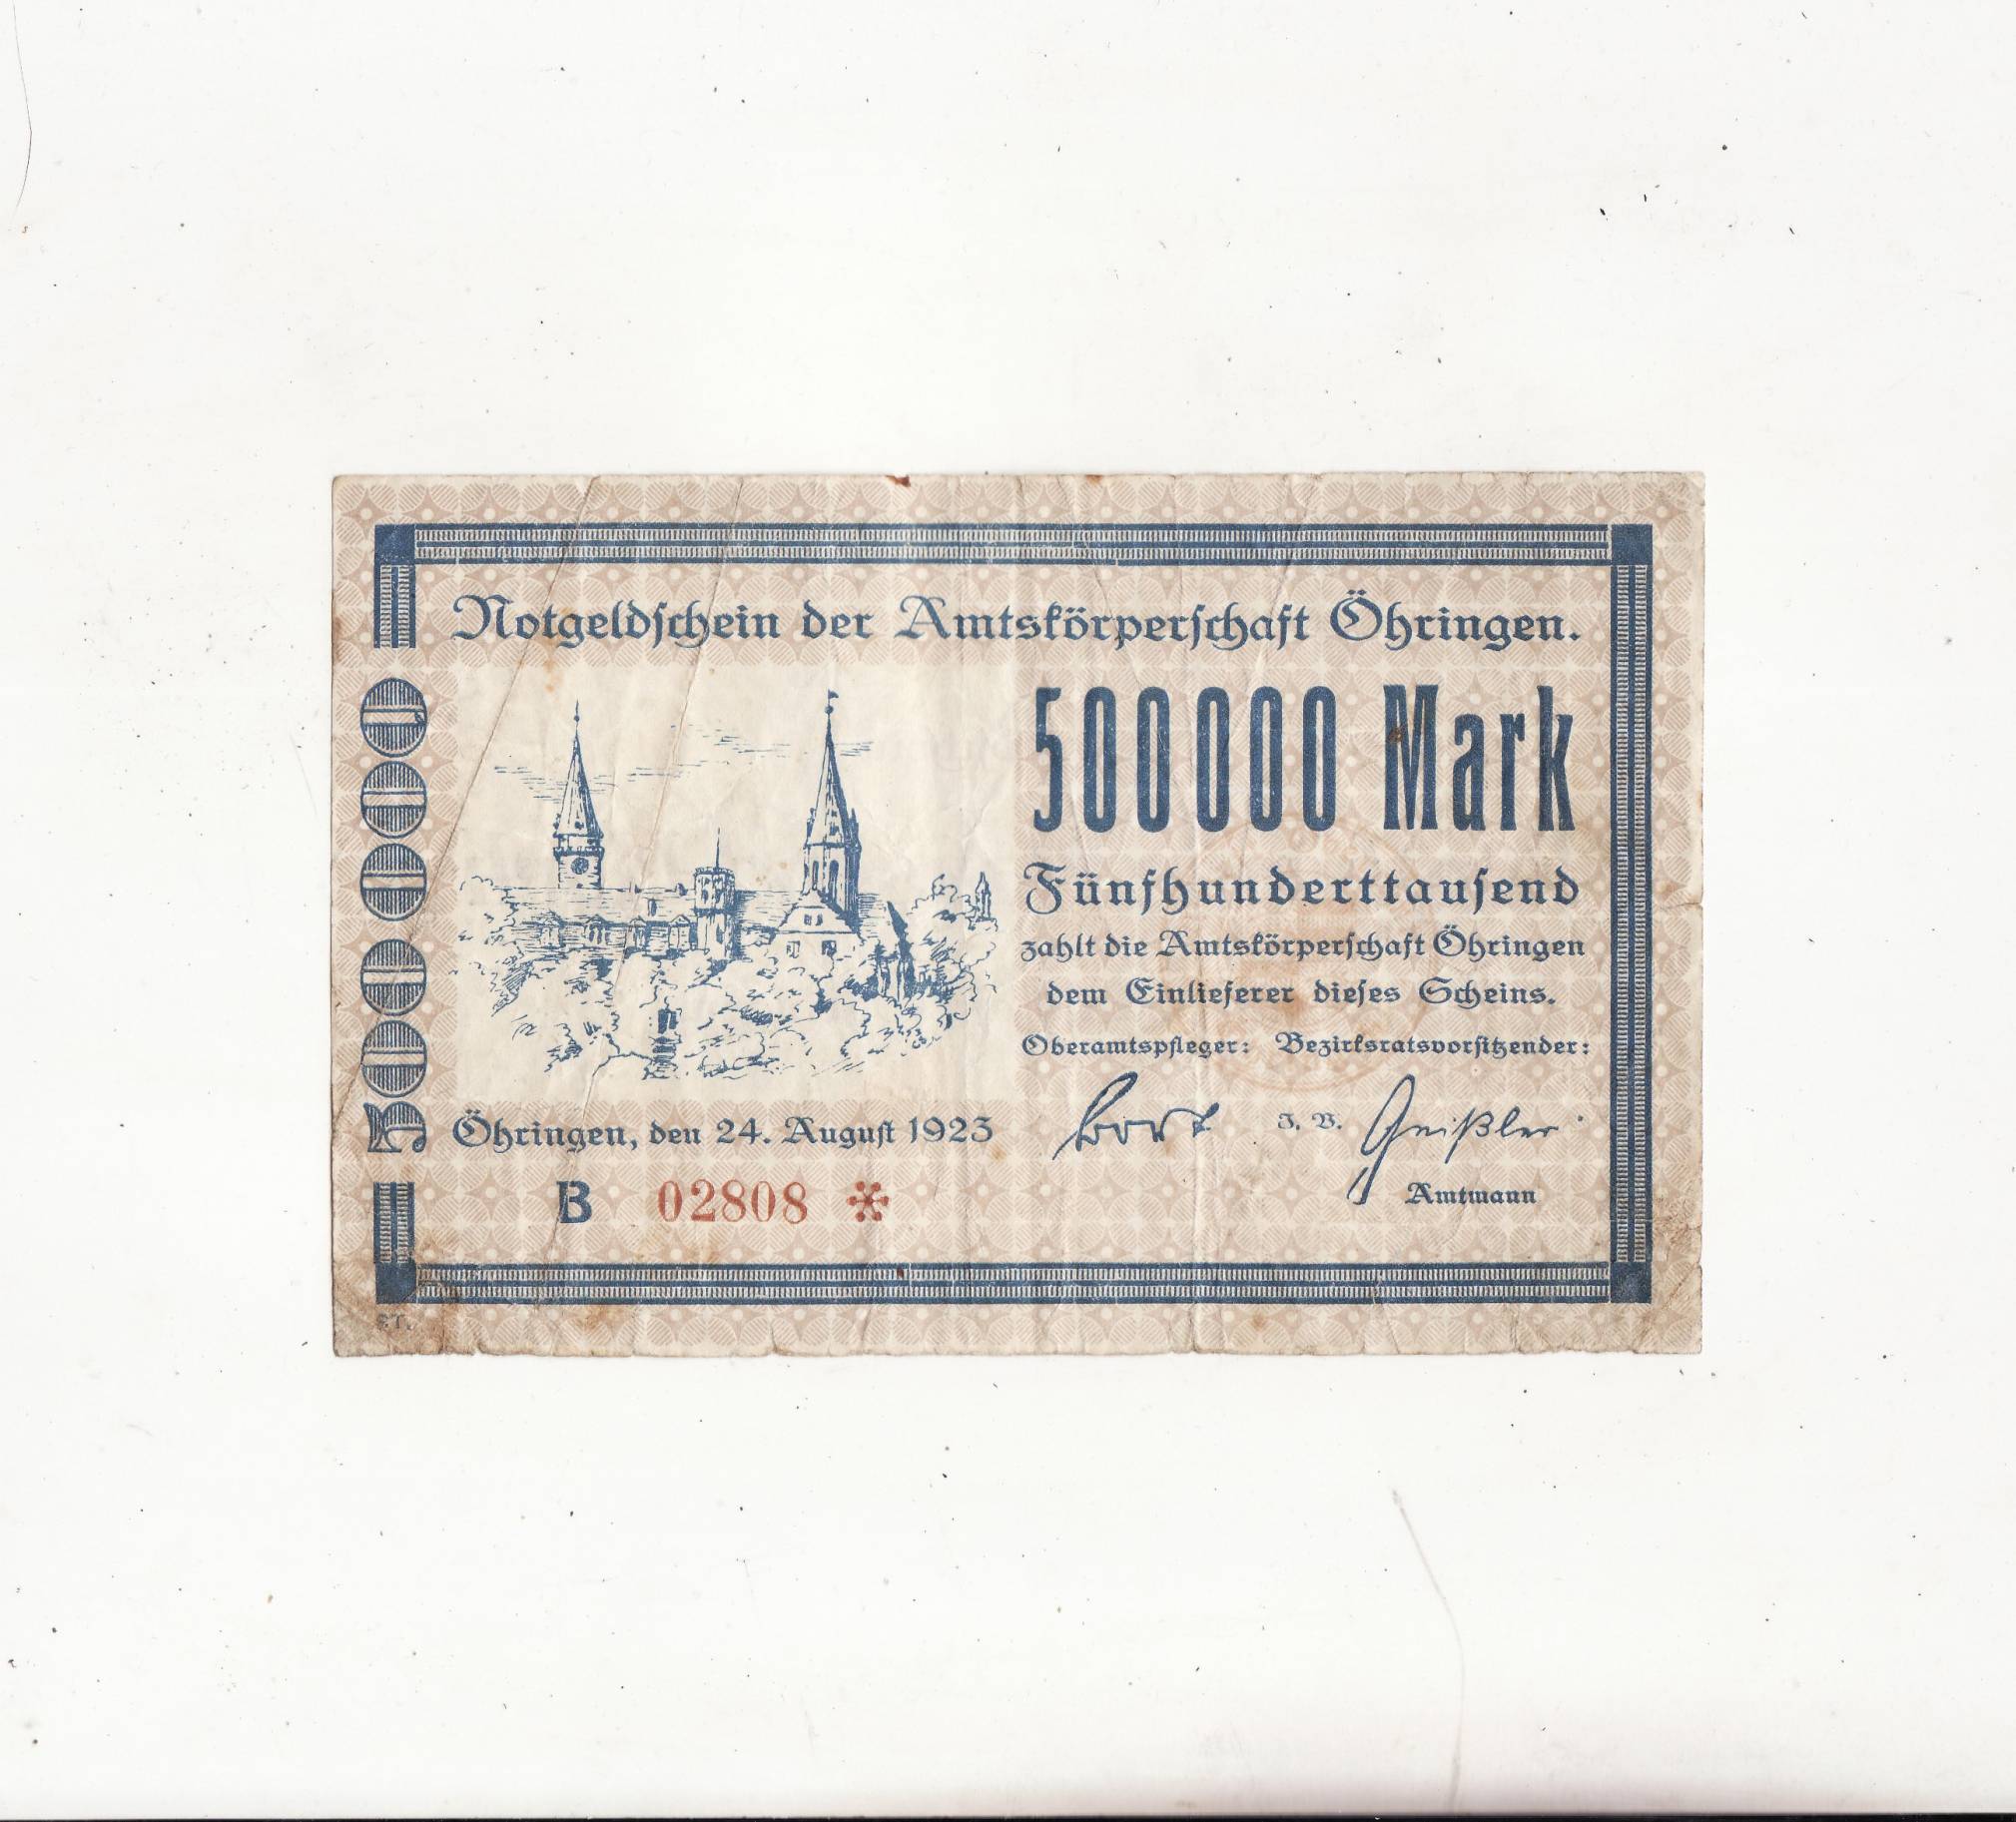 Notgeldschein der Amtskörperschaft Öhringen.
500 000
500000 Mark
Fünfhunderttausend
zahlt die Amtskörperschaft Öhringen
dem Einlieferer dieses Scheins.
Oberamtspfleger: Bezirksratsvorsitzender:
Öhringen, den 24. August 1923
J. V. Geißler
Amtmann
B 02808 *